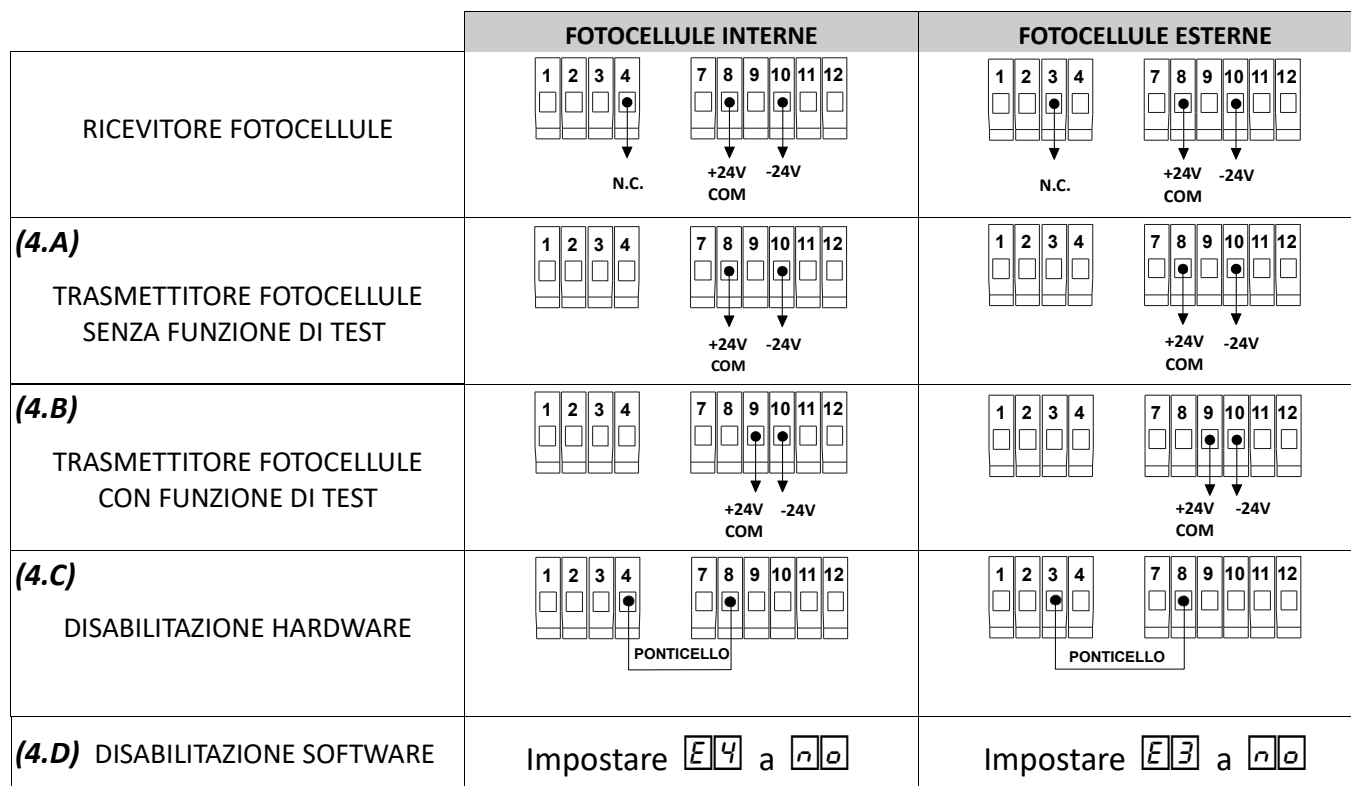 FOTOCELLULE INTERNE FOTOCELLULE ESTERNE
RICEVITORE FOTOCELLULE
1 2 3 4 7 8 9 10 11 12
N.C. +24V -24V
COM
1 2 3 4 7 8 9 10 11 12
N.C. +24V -24V
COM
(4.A)
TRASMETTITORE FOTOCELLULE
SENZA FUNZIONE DI TEST
1 2 3 4 7 8 9 10 11 12
+24V -24V
COM
1 2 3 4 7 8 9 10 11 12
+24V -24V
COM
(4.B)
TRASMETTITORE FOTOCELLULE
CON FUNZIONE DI TEST
1 2 3 4 7 8 9 10 11 12
+24V -24V
COM
1 2 3 4 7 8 9 10 11 12
+24V -24V
COM
(4.C)
DISABILITAZIONE HARDWARE
1 2 3 4 7 8 9 10 11 12
PONTICELLO
1 2 3 4 7 8 9 10 11 12
PONTICELLO
(4.D) DISABILITAZIONE SOFTWARE
Impostare E4 a no
Impostare E3 a no